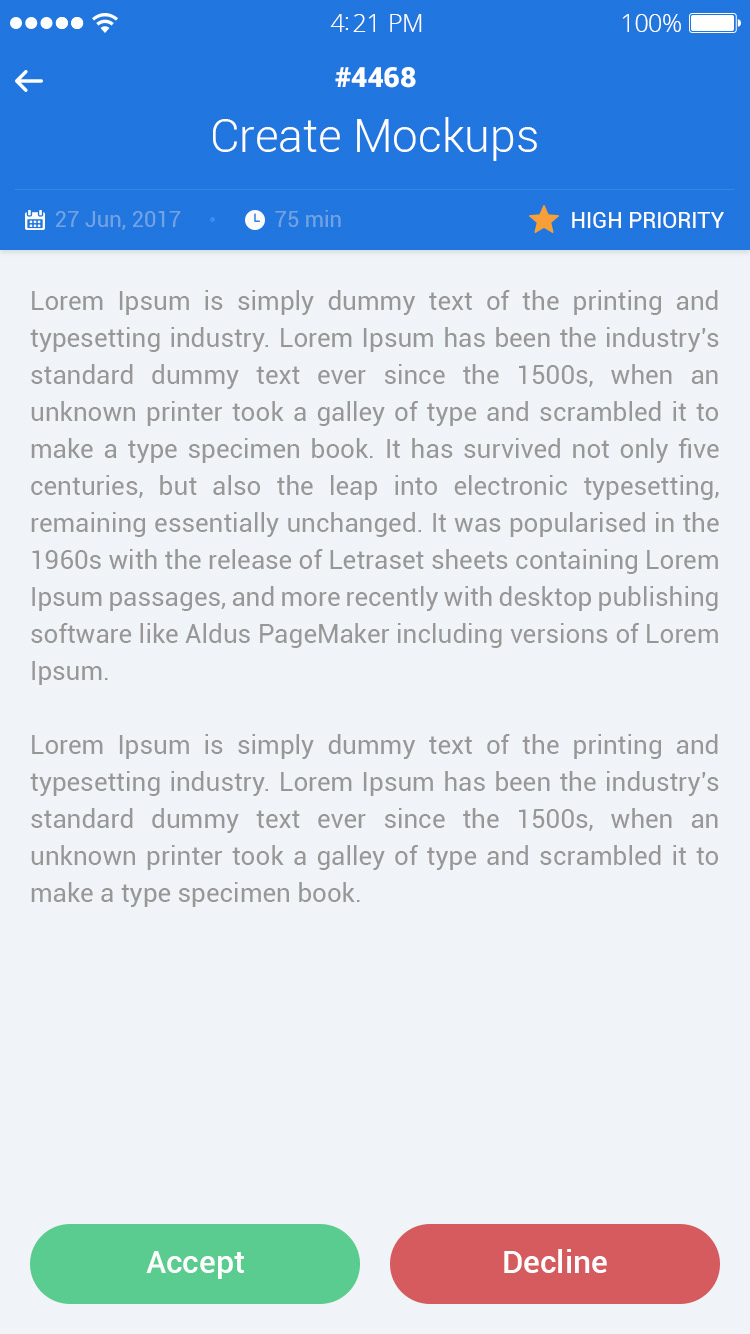 4:21 PM 100%
#4468
Create Mockups
27 Jun, 2017 · 75 min HIGH PRIORITY
Lorem Ipsum is simply dummy text of the printing and
typesetting industry. Lorem Ipsum has been the industry's
standard dummy text ever since the 1500s, when an
unknown printer took a galley of type and scrambled it to
make a type specimen book. It has survived not only five
centuries, but also the leap into electronic typesetting,
remaining essentially unchanged. It was popularised in the
1960s with the release of Letraset sheets containing Lorem
Ipsum passages, and more recently with desktop publishing
software like Aldus PageMaker including versions of Lorem
Ipsum.
Lorem Ipsum is simply dummy text of the printing and
typesetting industry. Lorem Ipsum has been the industry's
standard dummy text ever since the 1500s, when an
unknown printer took a galley of type and scrambled it to
make a type specimen book.
Accept Decline